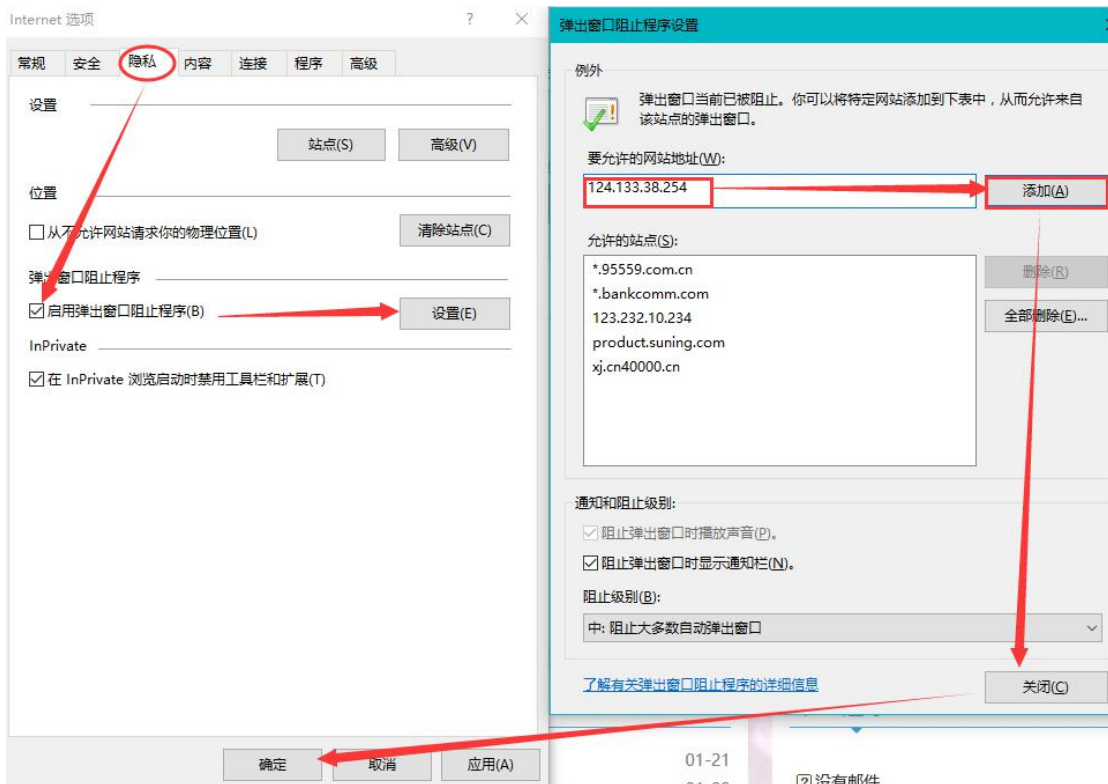 Internet 选项
?
常规 安全 隐私 内容 连接 程序 高级
设置
站点(S) 高级(V)
位置
从不允许网站请求你的物理位置(L) 清除站点(C)
弹出窗口阻止程序
启用弹出窗口阻止程序(B) 设置(E)
InPrivate
在 InPrivate 浏览启动时禁用工具栏和扩展(T)
确定 取消 应用(A)
弹出窗口阻止程序设置
例外
弹出窗口当前已被阻止。你可以将特定网站添加到下表中，从而允许来自
该站点的弹出窗口。
要允许的网站地址(W):
124.133.38.254 添加(A)
允许的站点(S):
*.95559.com.cn
*.bankcomm.com
123.232.10.234
product.suning.com
xj.cn40000.cn
删除(R)
全部删除(E)...
通知和阻止级别:
阻止弹出窗口时播放声音(P)。
阻止弹出窗口时显示通知栏(N)。
阻止级别(B):
中: 阻止大多数自动弹出窗口
了解有关弹出窗口阻止程序的详细信息
关闭(C)
01-21
没有邮件